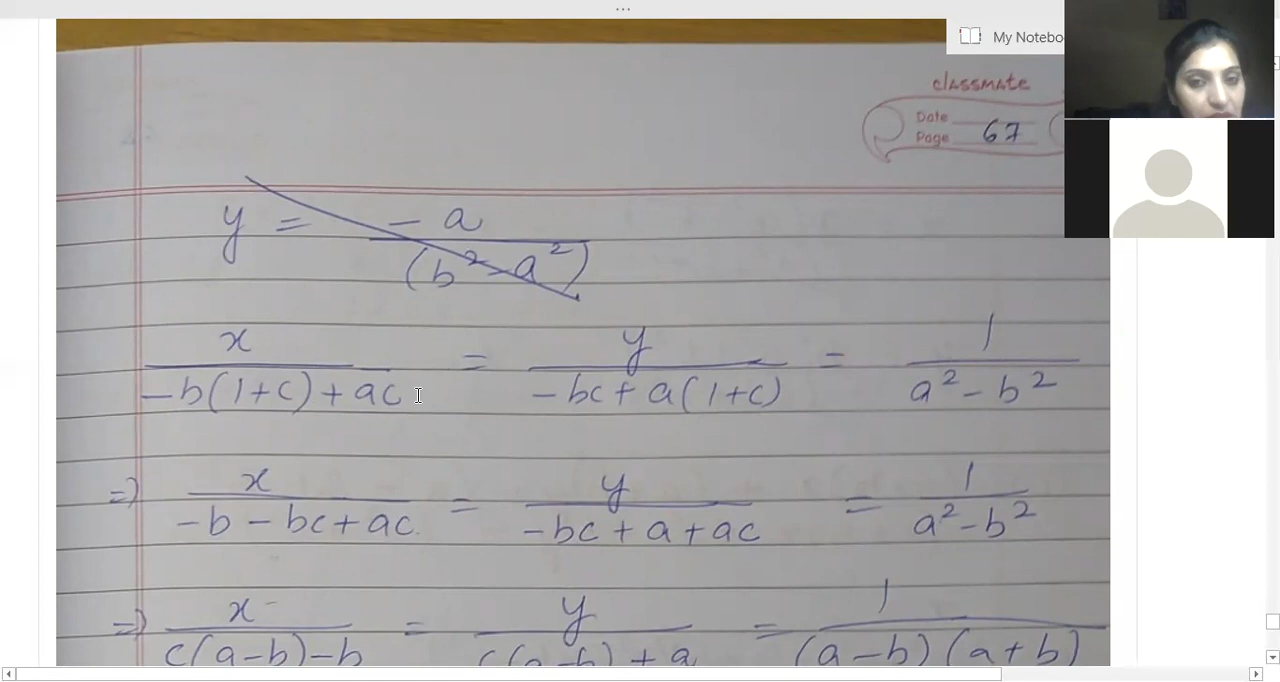 ...
My Notebo
classmate
Date
Page 67
y = -a / (b² - a²)
x / (-b(1+c)+ac) = y / (-bc+a(1+c)) = 1 / (a² - b²)
=> x / (-b-bc+ac) = y / (-bc+a+ac) = 1 / (a² - b²)
=> x / (c(a-b)-b) = y / (c(a-b)+a) = 1 / ((a-b)(a+b))